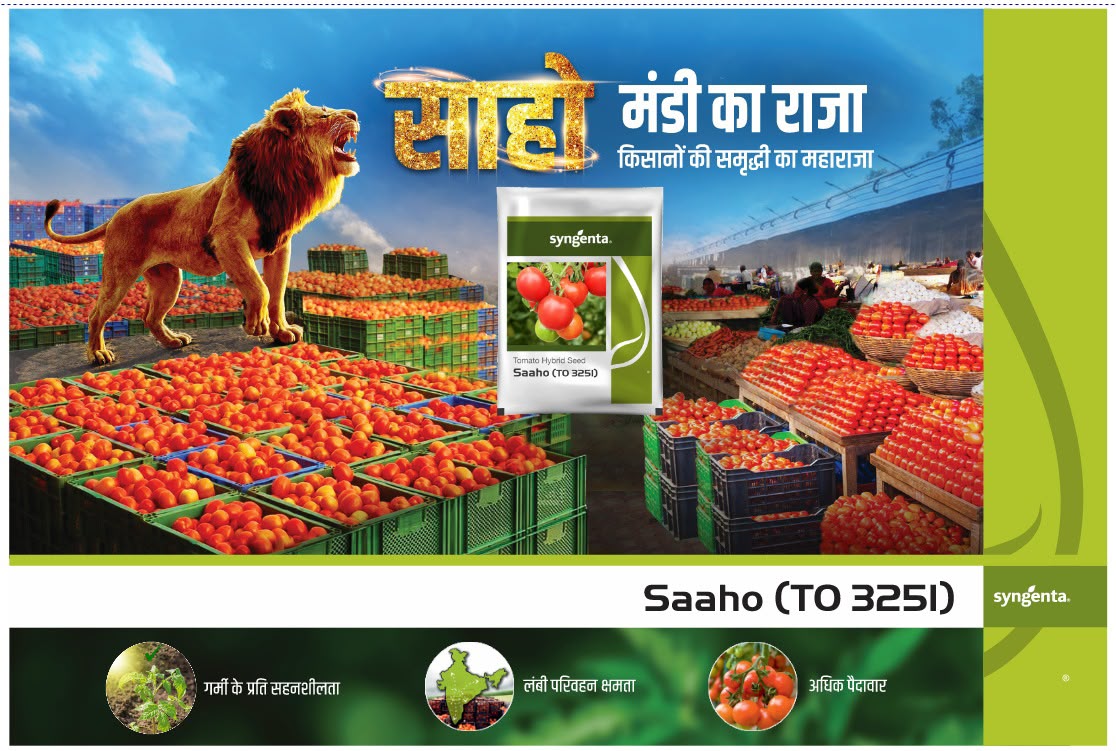 साहो
मंडी का राजा
किसानों की समृद्धी का महाराजा
syngenta®
Tomato Hybrid Seed
Saaho (TO 3251)
Saaho (TO 3251)
syngenta®
गर्मी के प्रति सहनशीलता
लंबी परिवहन क्षमता
अधिक पैदावार
®